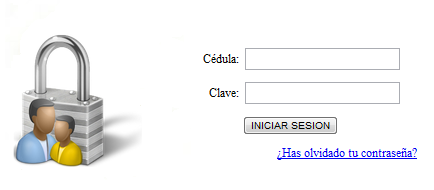 Cédula:
Clave:
INICIAR SESION
¿Has olvidado tu contraseña?